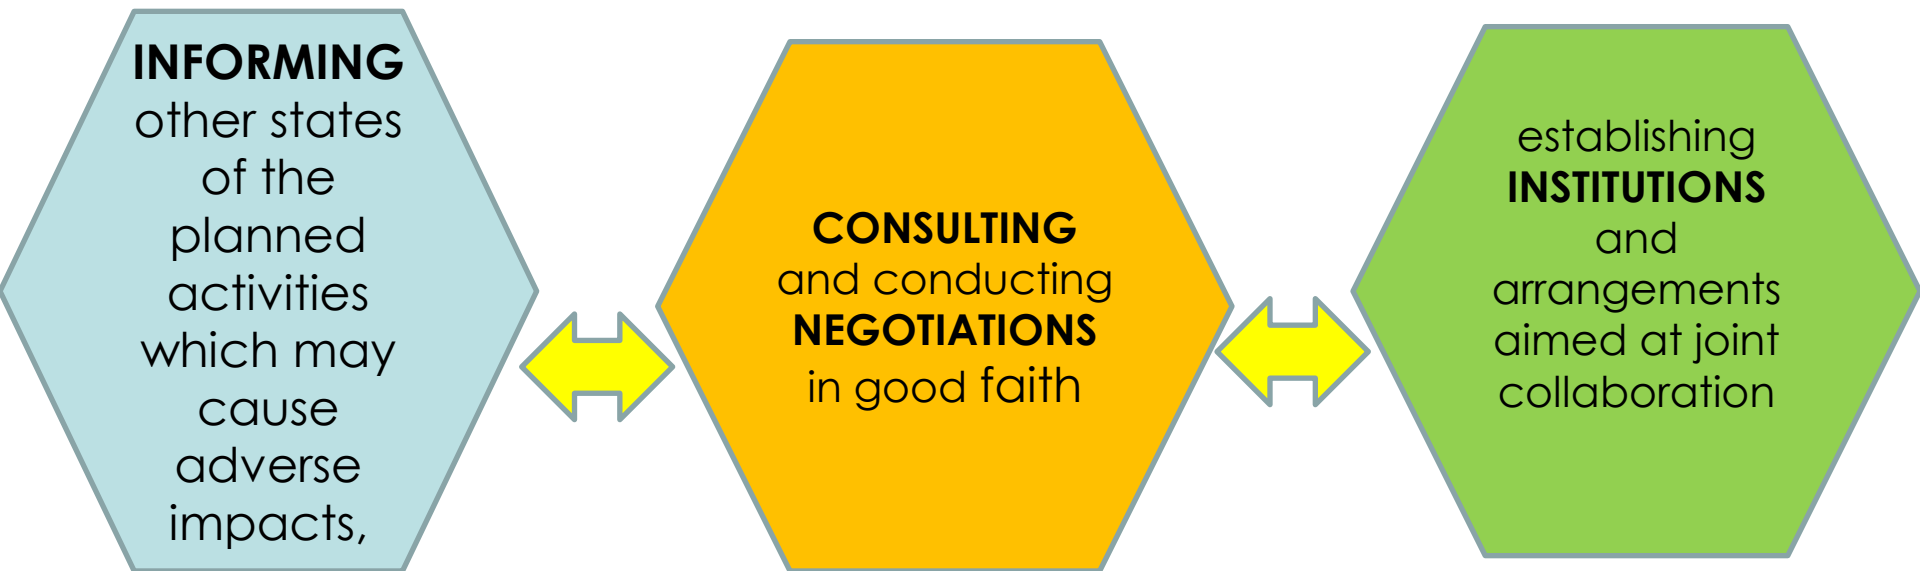 INFORMING
other states
of the
planned
activities
which may
cause
adverse
impacts,
CONSULTING
and conducting
NEGOTIATIONS
in good faith
establishing
INSTITUTIONS
and
arrangements
aimed at joint
collaboration